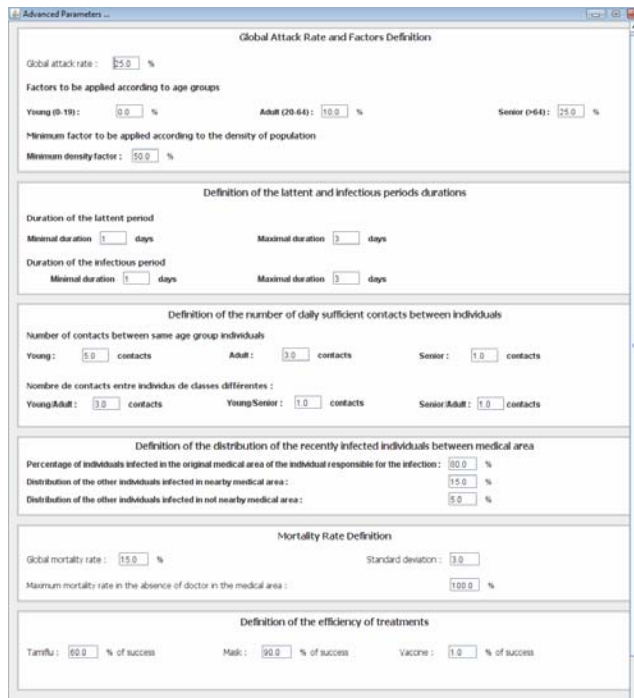 Advanced Parameters ...
Global Attack Rate and Factors Definition
Global attack rate : 25.0 %
Factors to be applied according to age groups
Young (0-19) : 0.0 % Adult (20-64) : 10.0 % Senior (>64) : 25.0 %
Minimum factor to be applied according to the density of population
Minimum density factor : 50.0 %
Definition of the lattent and infectious periods durations
Duration of the lattent period
Minimal duration 1 days Maximal duration 3 days
Duration of the infectious period
Minimal duration 1 days Maximal duration 3 days
Definition of the number of daily sufficient contacts between individuals
Number of contacts between same age group individuals
Young : 5.0 contacts Adult : 3.0 contacts Senior : 1.0 contacts
Nombre de contacts entre individus de classes différentes :
Young/Adult : 3.0 contacts Young/Senior : 1.0 contacts Senior/Adult : 1.0 contacts
Definition of the distribution of the recently infected individuals between medical area
Percentage of individuals infected in the original medical area of the individual responsible for the infection : 80.0 %
Distribution of the other individuals infected in nearby medical area : 15.0 %
Distribution of the other individuals infected in not nearby medical area : 5.0 %
Mortality Rate Definition
Global mortality rate : 15.0 % Standard deviation : 3.0
Maximum mortality rate in the absence of doctor in the medical area : 100.0 %
Definition of the efficiency of treatments
Tamiflu : 60.0 % of success Mask : 90.0 % of success Vaccine : 1.0 % of success